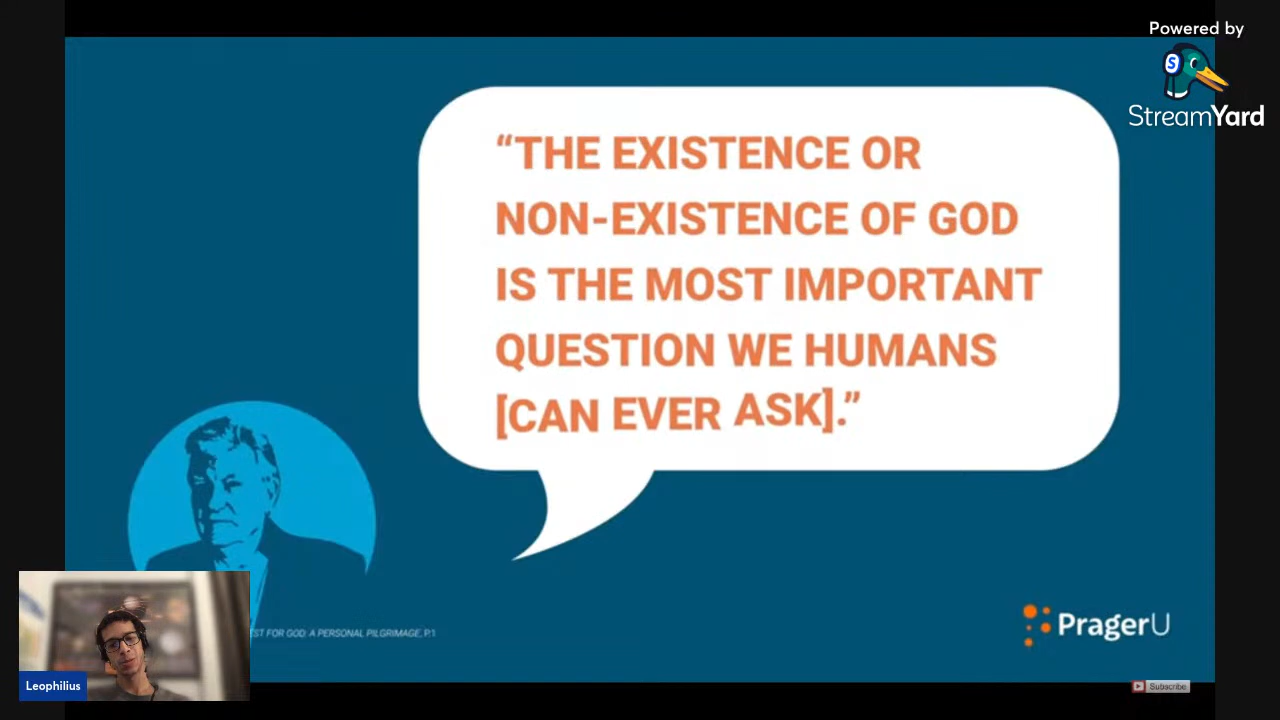 Powered by
S
StreamYard
“THE EXISTENCE OR
NON-EXISTENCE OF GOD
IS THE MOST IMPORTANT
QUESTION WE HUMANS
[CAN EVER ASK].”
EST FOR GOD: A PERSONAL PILGRIMAGE, P.1
PragerU
Leophilius
Subscribe